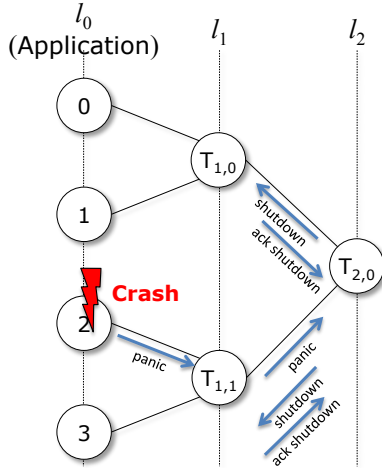 l0 l1 l2
(Application)
0
T1,0
1
shutdown
ack shutdown
T2,0
Crash
2
panic
panic
T1,1
shutdown
ack shutdown
3